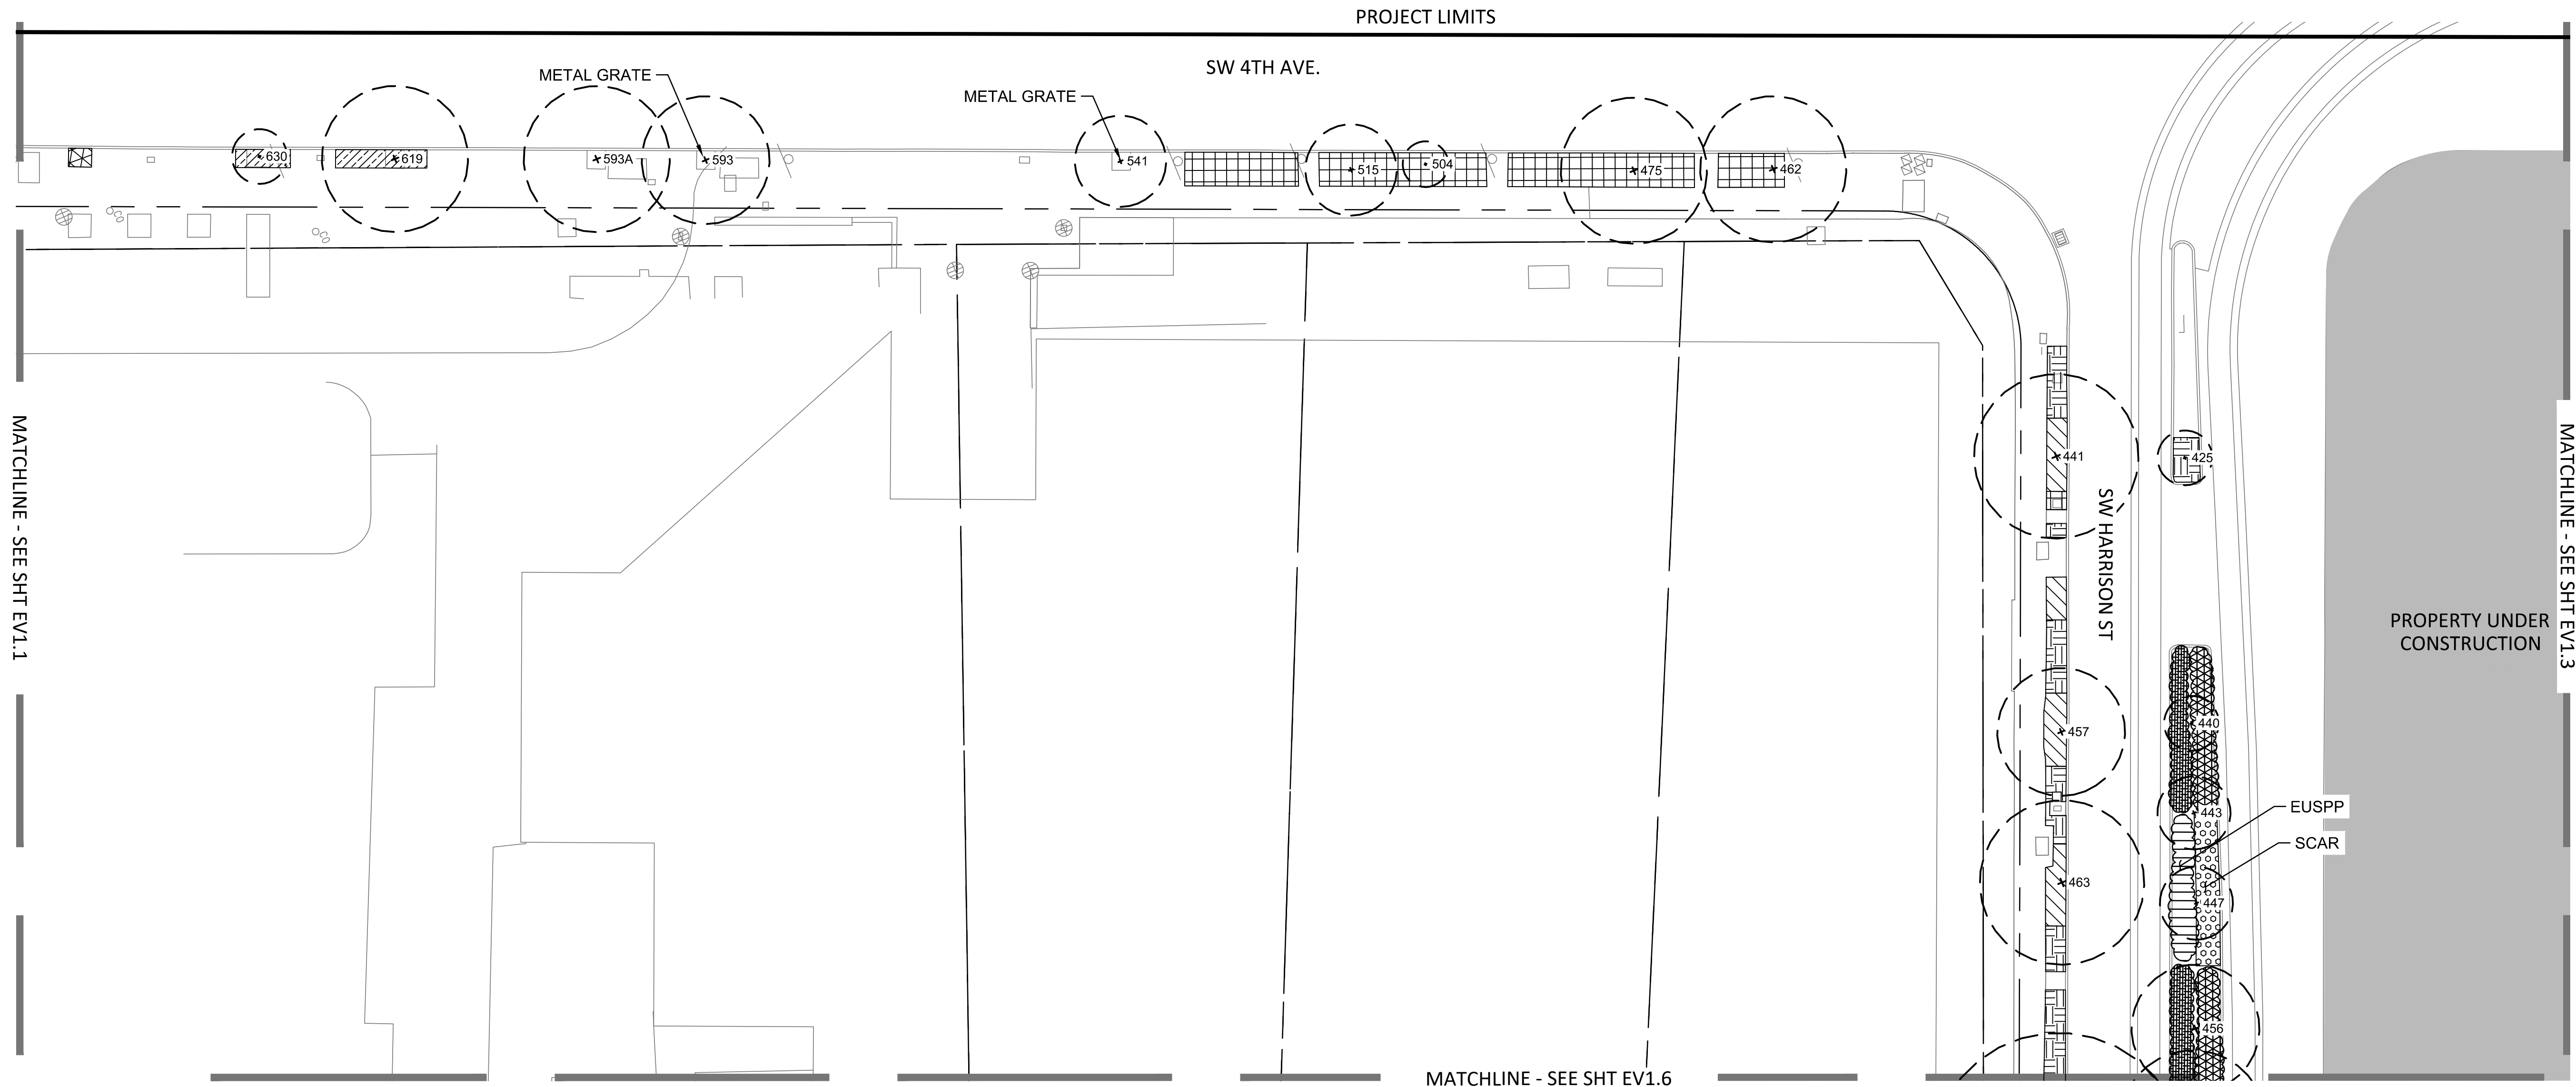 PROJECT LIMITS
SW 4TH AVE.
METAL GRATE
METAL GRATE
630
619
593A
593
541
515
504
475
462
441
425
SW HARRISON ST
MATCHLINE - SEE SHT EV1.1
MATCHLINE - SEE SHT EV1.3
PROPERTY UNDER
CONSTRUCTION
457
440
EUSPP
443
SCAR
463
447
456
MATCHLINE - SEE SHT EV1.6